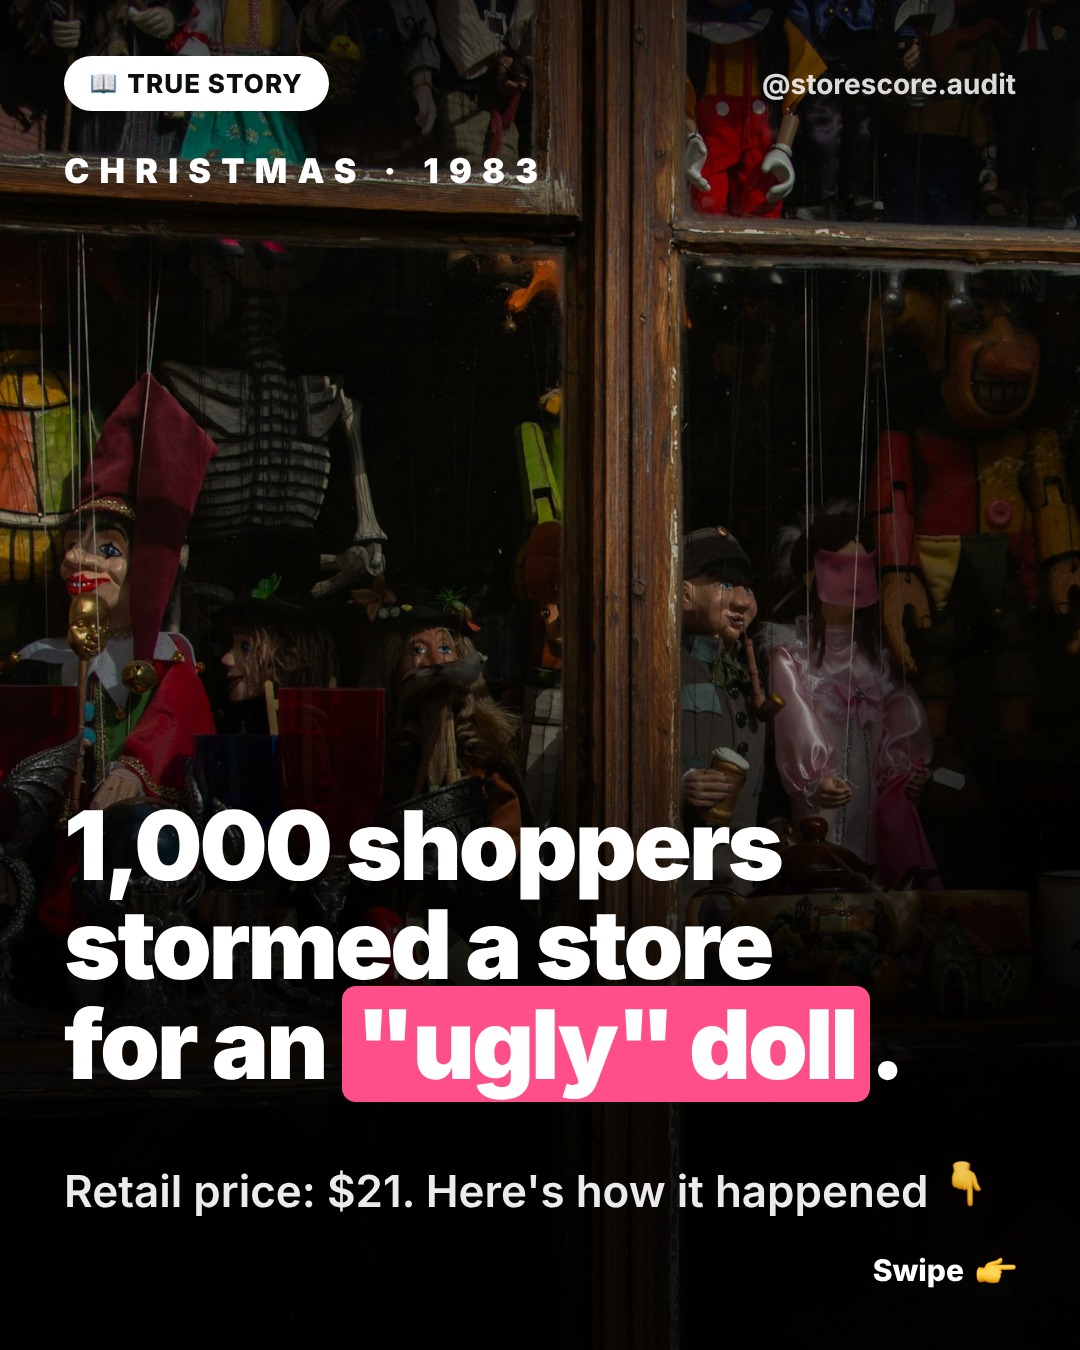 📖 TRUE STORY
@storescore.audit
CHRISTMAS · 1983
1,000 shoppers
stormed a store
for an "ugly" doll.
Retail price: $21. Here's how it happened 👇
Swipe 👉